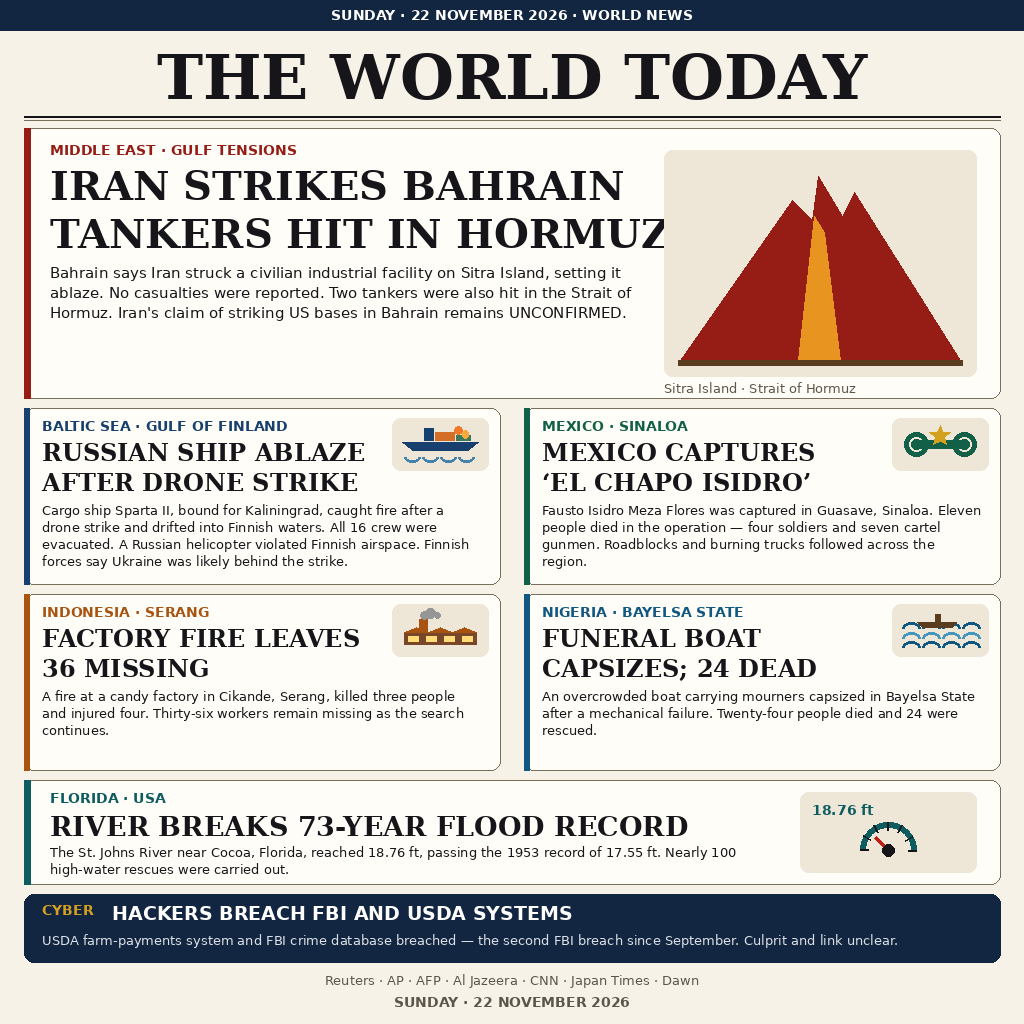 SUNDAY · 22 NOVEMBER 2026 · WORLD NEWS
THE WORLD TODAY
MIDDLE EAST · GULF TENSIONS
IRAN STRIKES BAHRAIN
TANKERS HIT IN HORMUZ
Bahrain says Iran struck a civilian industrial facility on Sitra Island, setting it
ablaze. No casualties were reported. Two tankers were also hit in the Strait of
Hormuz. Iran's claim of striking US bases in Bahrain remains UNCONFIRMED.
Sitra Island · Strait of Hormuz
BALTIC SEA · GULF OF FINLAND
RUSSIAN SHIP ABLAZE
AFTER DRONE STRIKE
Cargo ship Sparta II, bound for Kaliningrad, caught fire after a
drone strike and drifted into Finnish waters. All 16 crew were
evacuated. A Russian helicopter violated Finnish airspace. Finnish
forces say Ukraine was likely behind the strike.
MEXICO · SINALOA
MEXICO CAPTURES
‘EL CHAPO ISIDRO’
Fausto Isidro Meza Flores was captured in Guasave, Sinaloa. Eleven
people died in the operation — four soldiers and seven cartel
gunmen. Roadblocks and burning trucks followed across the
region.
INDONESIA · SERANG
FACTORY FIRE LEAVES
36 MISSING
A fire at a candy factory in Cikande, Serang, killed three people
and injured four. Thirty-six workers remain missing as the search
continues.
NIGERIA · BAYELSA STATE
FUNERAL BOAT
CAPSIZES; 24 DEAD
An overcrowded boat carrying mourners capsized in Bayelsa State
after a mechanical failure. Twenty-four people died and 24 were
rescued.
FLORIDA · USA
RIVER BREAKS 73-YEAR FLOOD RECORD
The St. Johns River near Cocoa, Florida, reached 18.76 ft, passing the 1953 record of 17.55 ft. Nearly 100
high-water rescues were carried out.
18.76 ft
CYBER HACKERS BREACH FBI AND USDA SYSTEMS
USDA farm-payments system and FBI crime database breached — the second FBI breach since September. Culprit and link unclear.
Reuters · AP · AFP · Al Jazeera · CNN · Japan Times · Dawn
SUNDAY · 22 NOVEMBER 2026